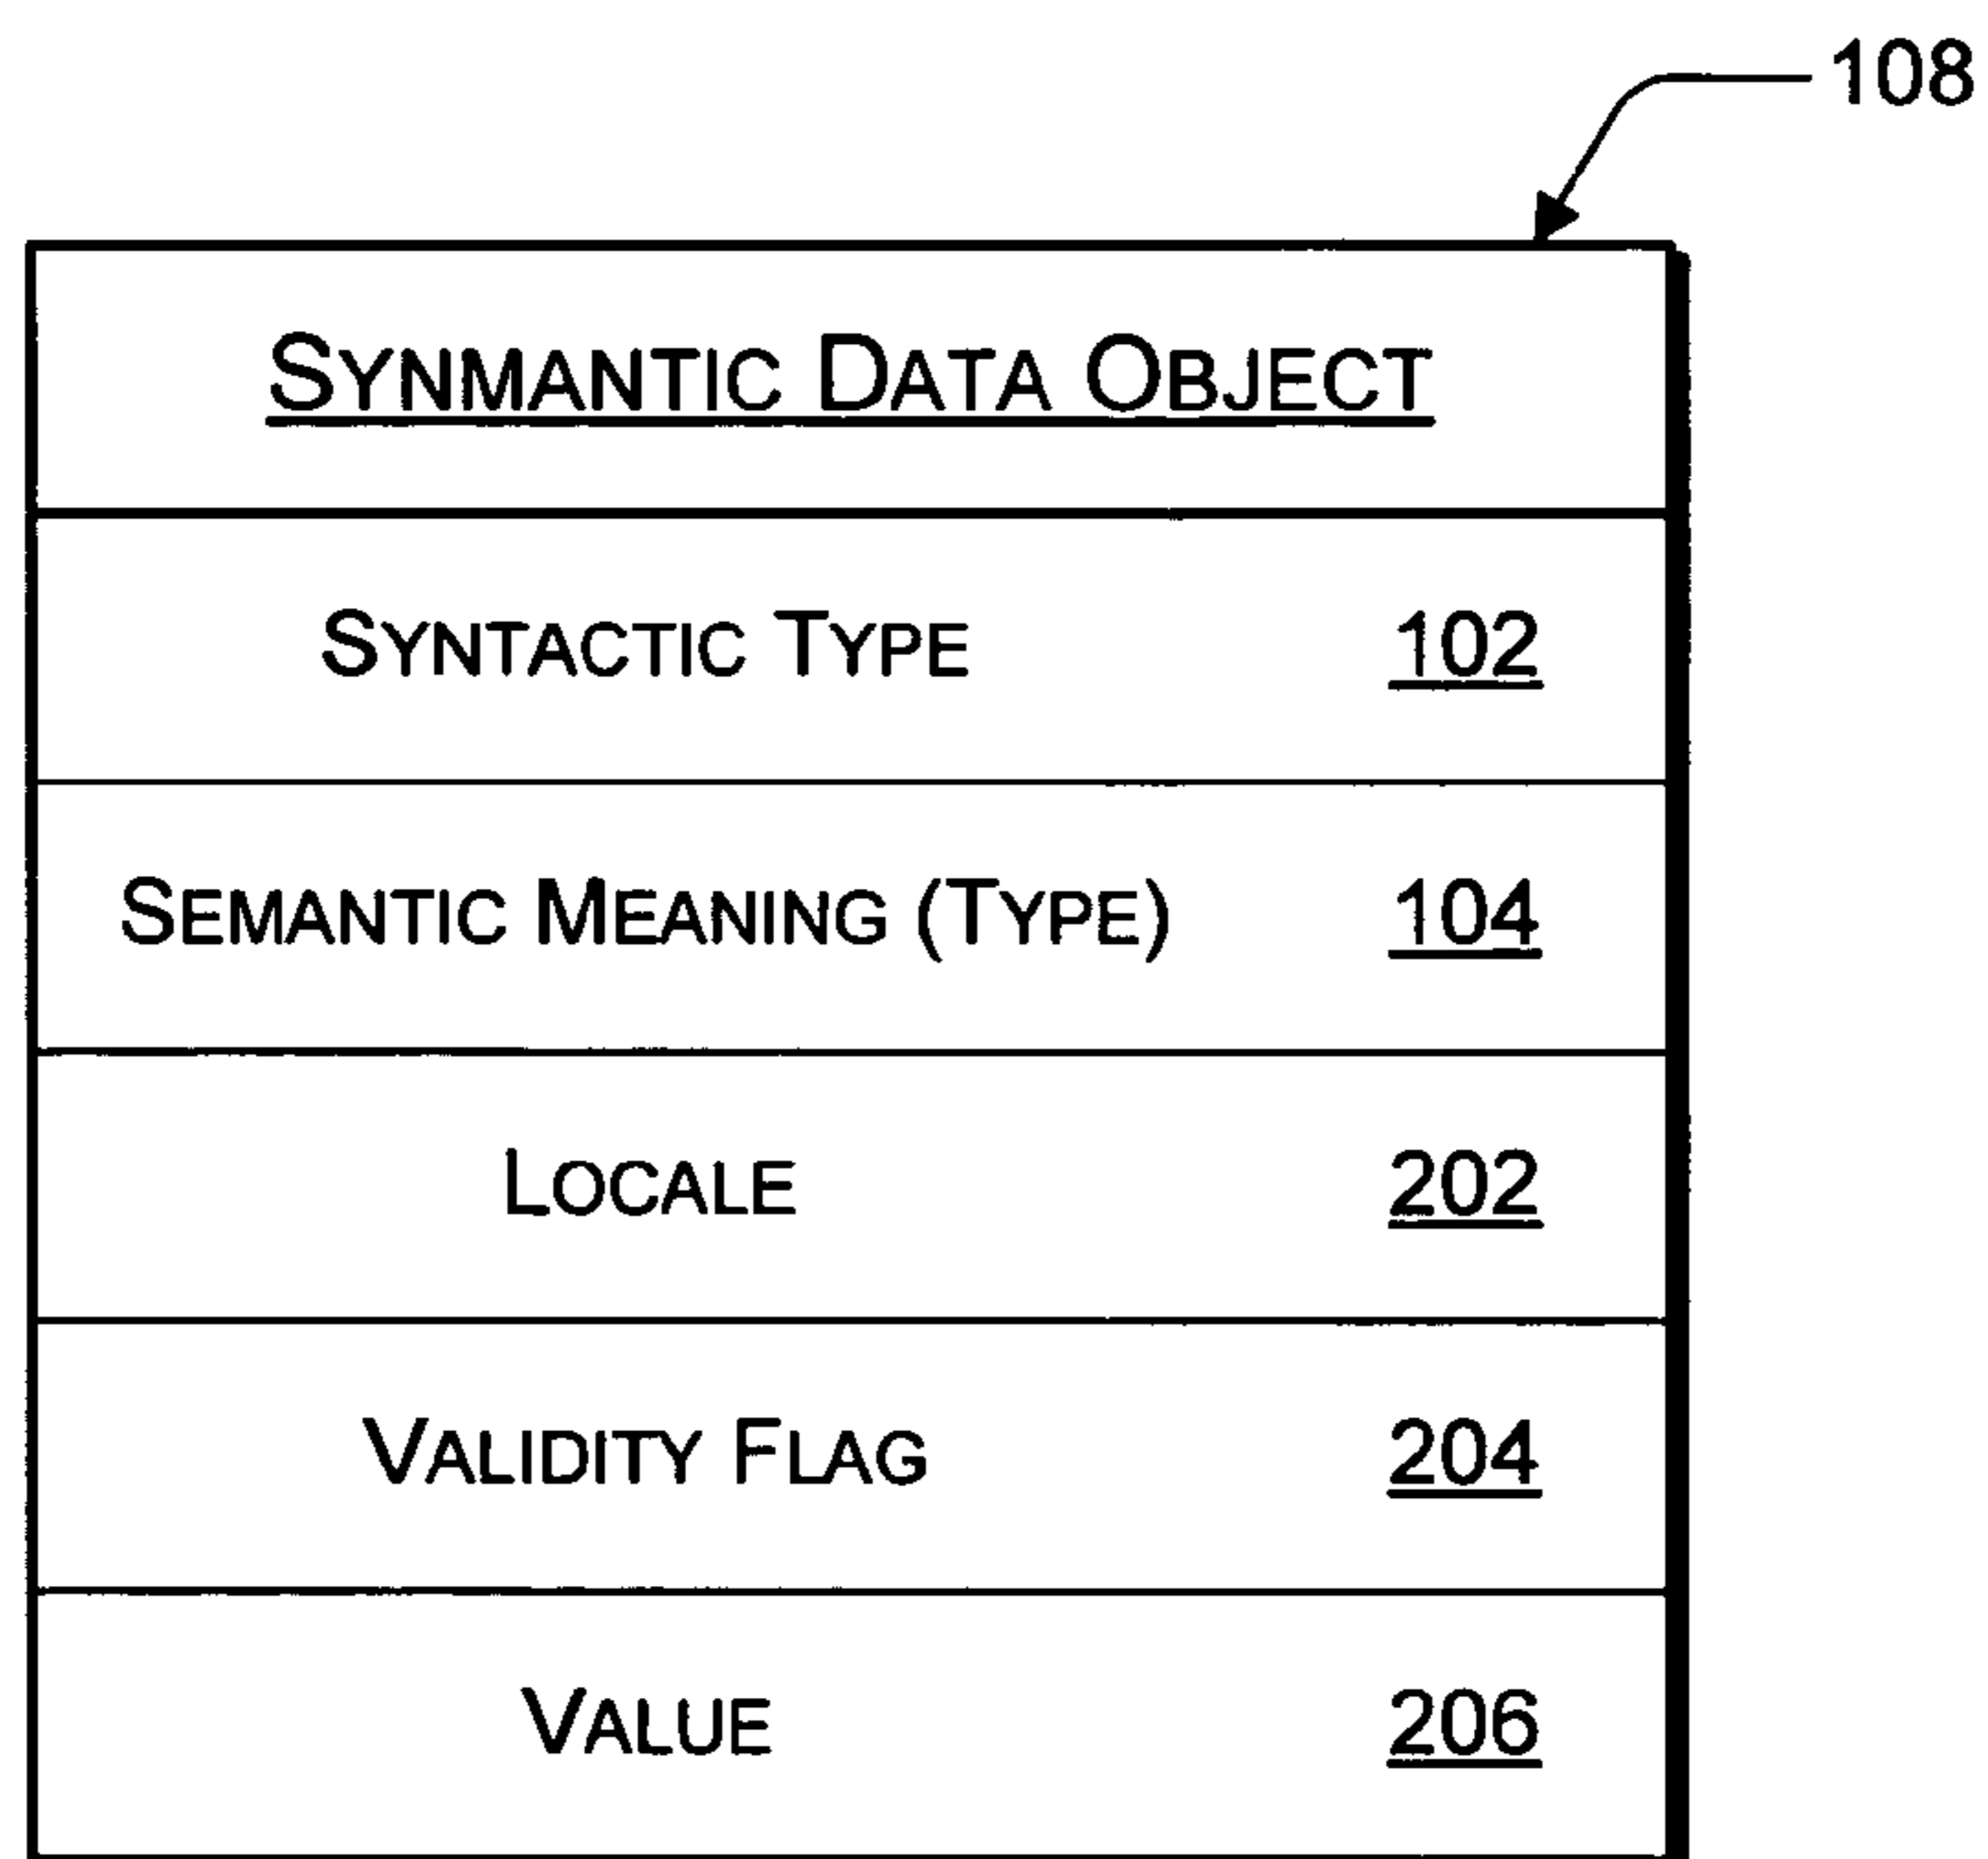 108
SYNMANTIC DATA OBJECT
SYNTACTIC TYPE 102
SEMANTIC MEANING (TYPE) 104
LOCALE 202
VALIDITY FLAG 204
VALUE 206